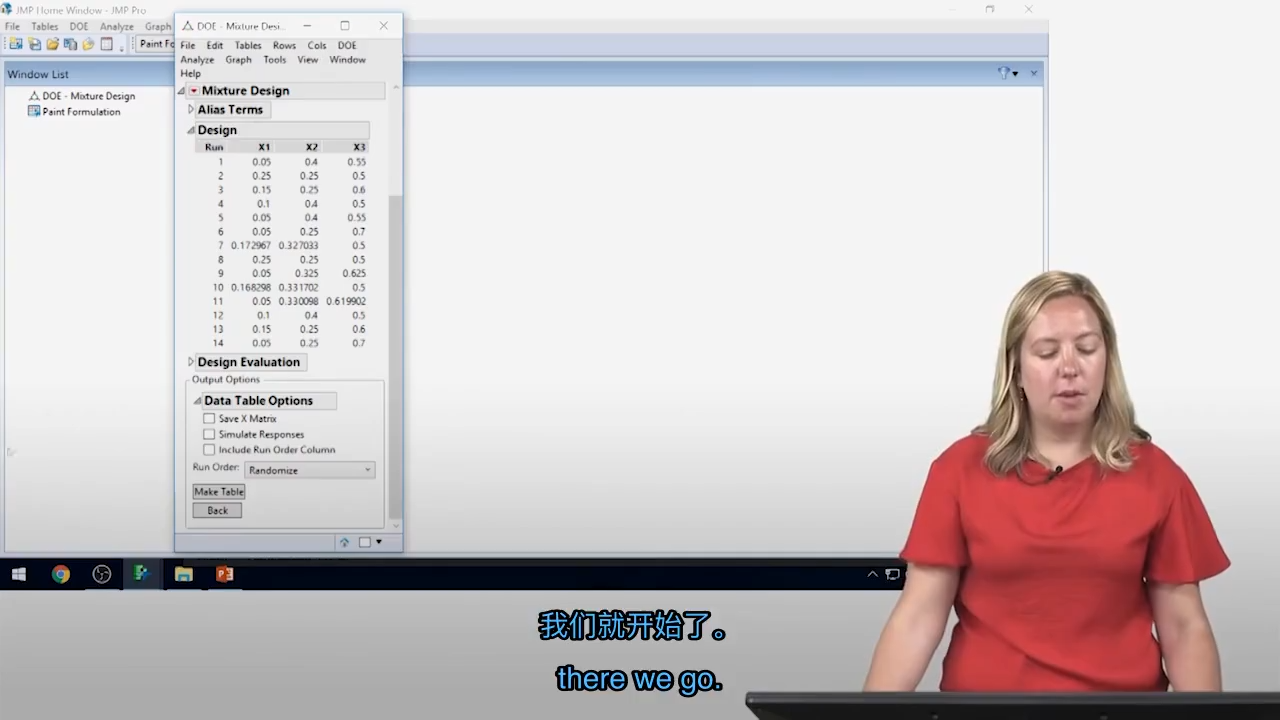 JMP Home Window - JMP Pro
File Tables DOE Analyze Graph
Paint Fo
Window List
DOE - Mixture Design
Paint Formulation
DOE - Mixture Desi...
File Edit Tables Rows Cols DOE
Analyze Graph Tools View Window
Help
Mixture Design
Alias Terms
Design
Run X1 X2 X3
1 0.05 0.4 0.55
2 0.25 0.25 0.5
3 0.15 0.25 0.6
4 0.1 0.4 0.5
5 0.05 0.4 0.55
6 0.05 0.25 0.7
7 0.172967 0.327033 0.5
8 0.25 0.25 0.5
9 0.05 0.325 0.625
10 0.168298 0.331702 0.5
11 0.05 0.330098 0.619902
12 0.1 0.4 0.5
13 0.15 0.25 0.6
14 0.05 0.25 0.7
Design Evaluation
Output Options
Data Table Options
Save X Matrix
Simulate Responses
Include Run Order Column
Run Order: Randomize
Make Table
Back
我们就开始了。
there we go.